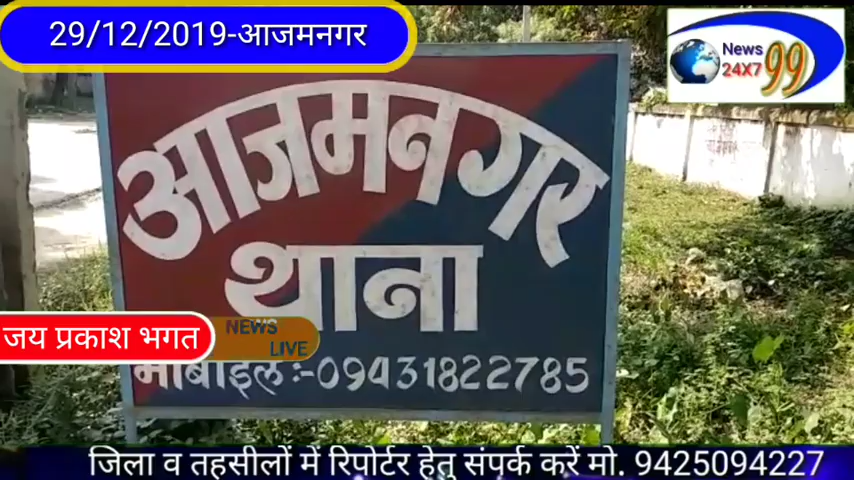 29/12/2019-आजमनगर
News
24X7 99
आजमनगर
थाना
जय प्रकाश भगत
NEWS
LIVE
मोबाइल:-09431822785
जिला व तहसीलों में रिपोर्टर हेतु संपर्क करें मो. 9425094227